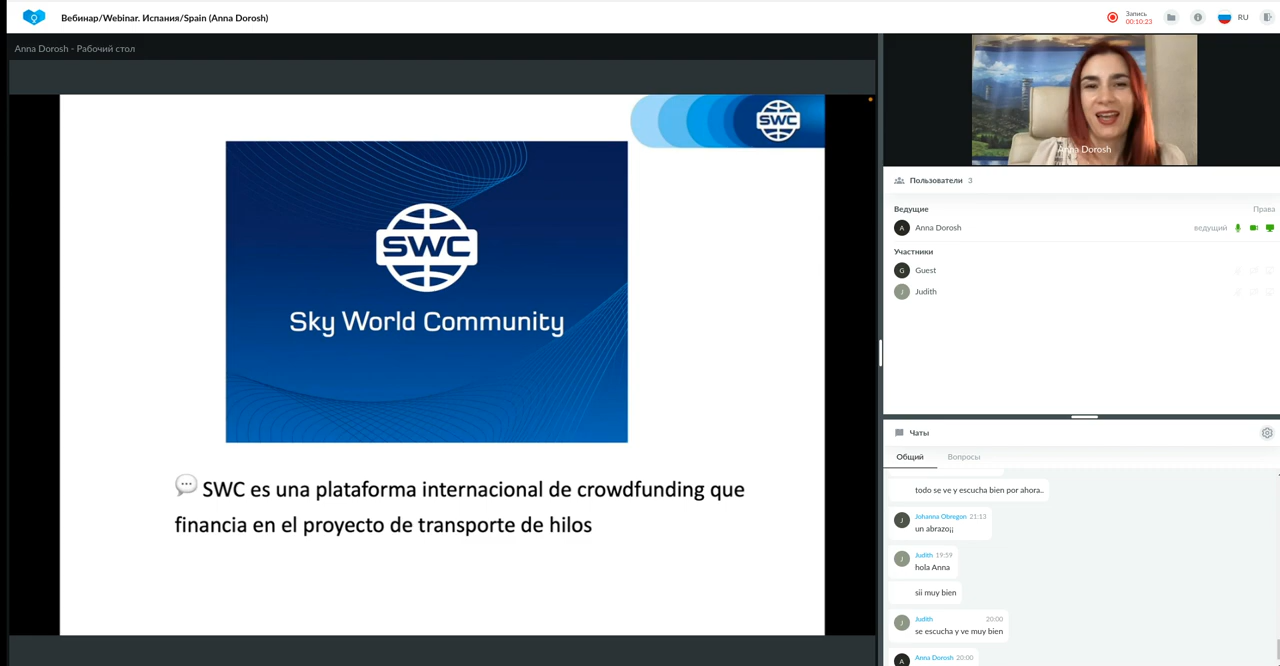 Вебинар/Webinar. Испания/Spain (Anna Dorosh)
Запись
00:10:23
RU
Anna Dorosh - Рабочий стол
SWC
SWC
Sky World Community
SWC es una plataforma internacional de crowdfunding que
financia en el proyecto de transporte de hilos
Anna Dorosh
Пользователи 3
Ведущие Права
A Anna Dorosh ведущий
Участники
G Guest
J Judith
Чаты
Общий Вопросы
todo se ve y escucha bien por ahora..
J Johanna Obregon 21:13
un abrazo¡¡
J Judith 19:59
hola Anna
sii muy bien
J Judith 20:00
se escucha y ve muy bien
A Anna Dorosh 20:00